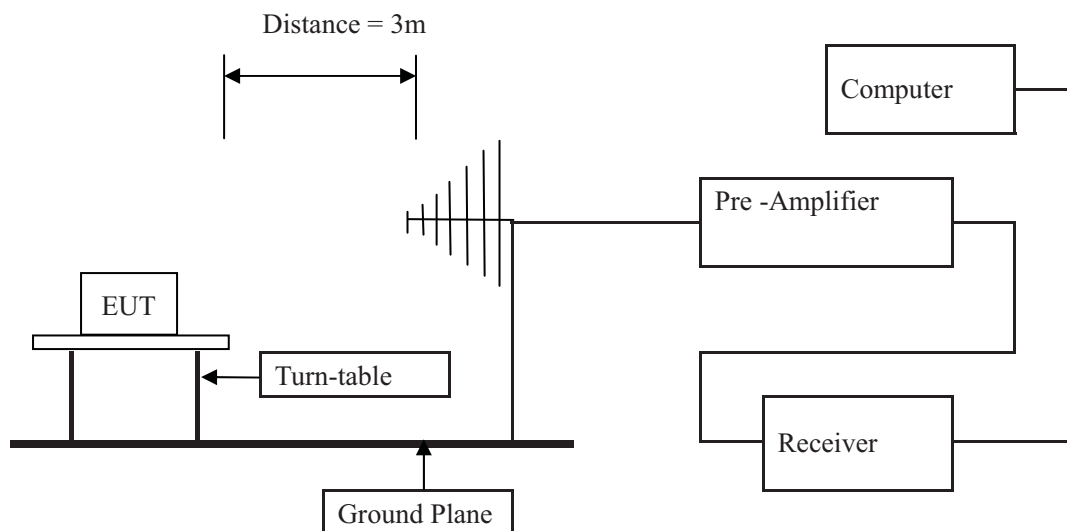 Distance = 3m
Computer
Pre -Amplifier
EUT
Turn-table
Receiver
Ground Plane